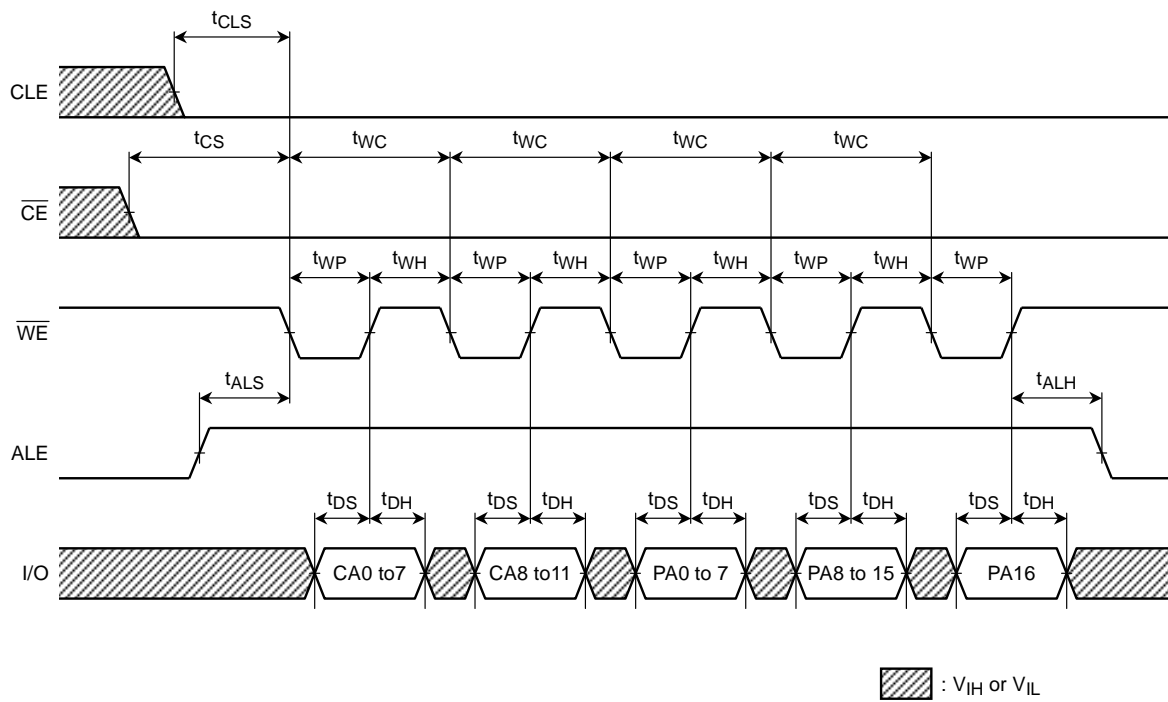 tCLS
CLE
tCS tWC tWC tWC tWC
CE
tWP tWH tWP tWH tWP tWH tWP tWH tWP
WE
tALS tALH
ALE
tDS tDH tDS tDH tDS tDH tDS tDH tDS tDH
I/O CA0 to7 CA8 to11 PA0 to 7 PA8 to 15 PA16
: VIH or VIL